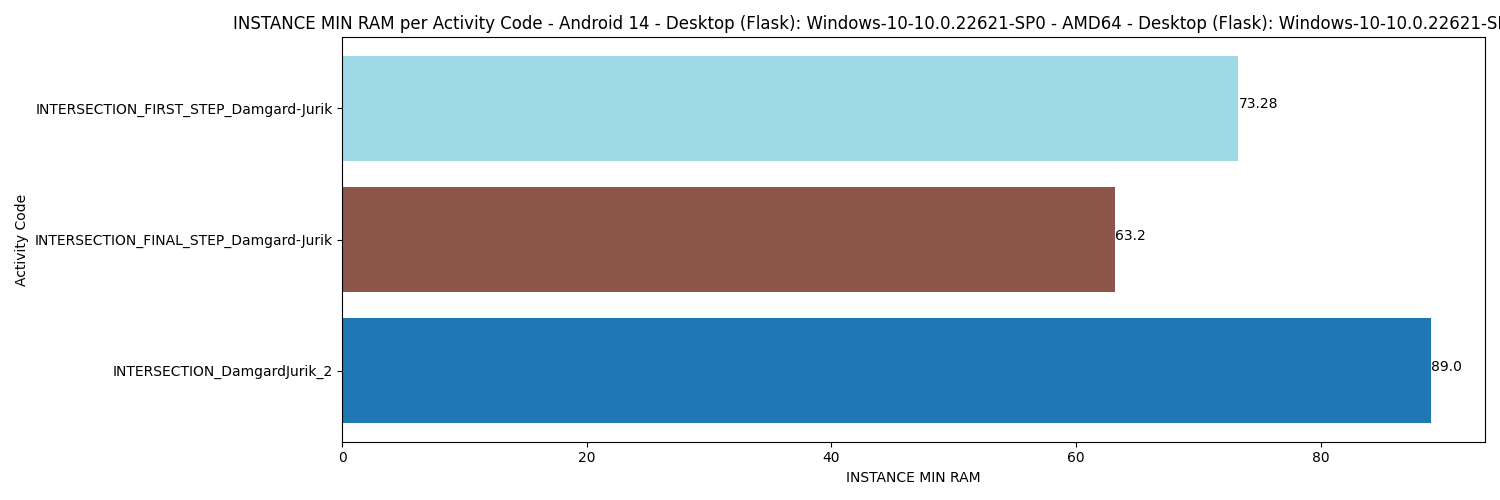 INSTANCE MIN RAM per Activity Code - Android 14 - Desktop (Flask): Windows-10-10.0.22621-SP0 - AMD64 - Desktop (Flask): Windows-10-10.0.22621-S
INTERSECTION_FIRST_STEP_Damgard-Jurik
73.28
INTERSECTION_FINAL_STEP_Damgard-Jurik
63.2
INTERSECTION_DamgardJurik_2
89.0
Activity Code
0 20 40 60 80
INSTANCE MIN RAM